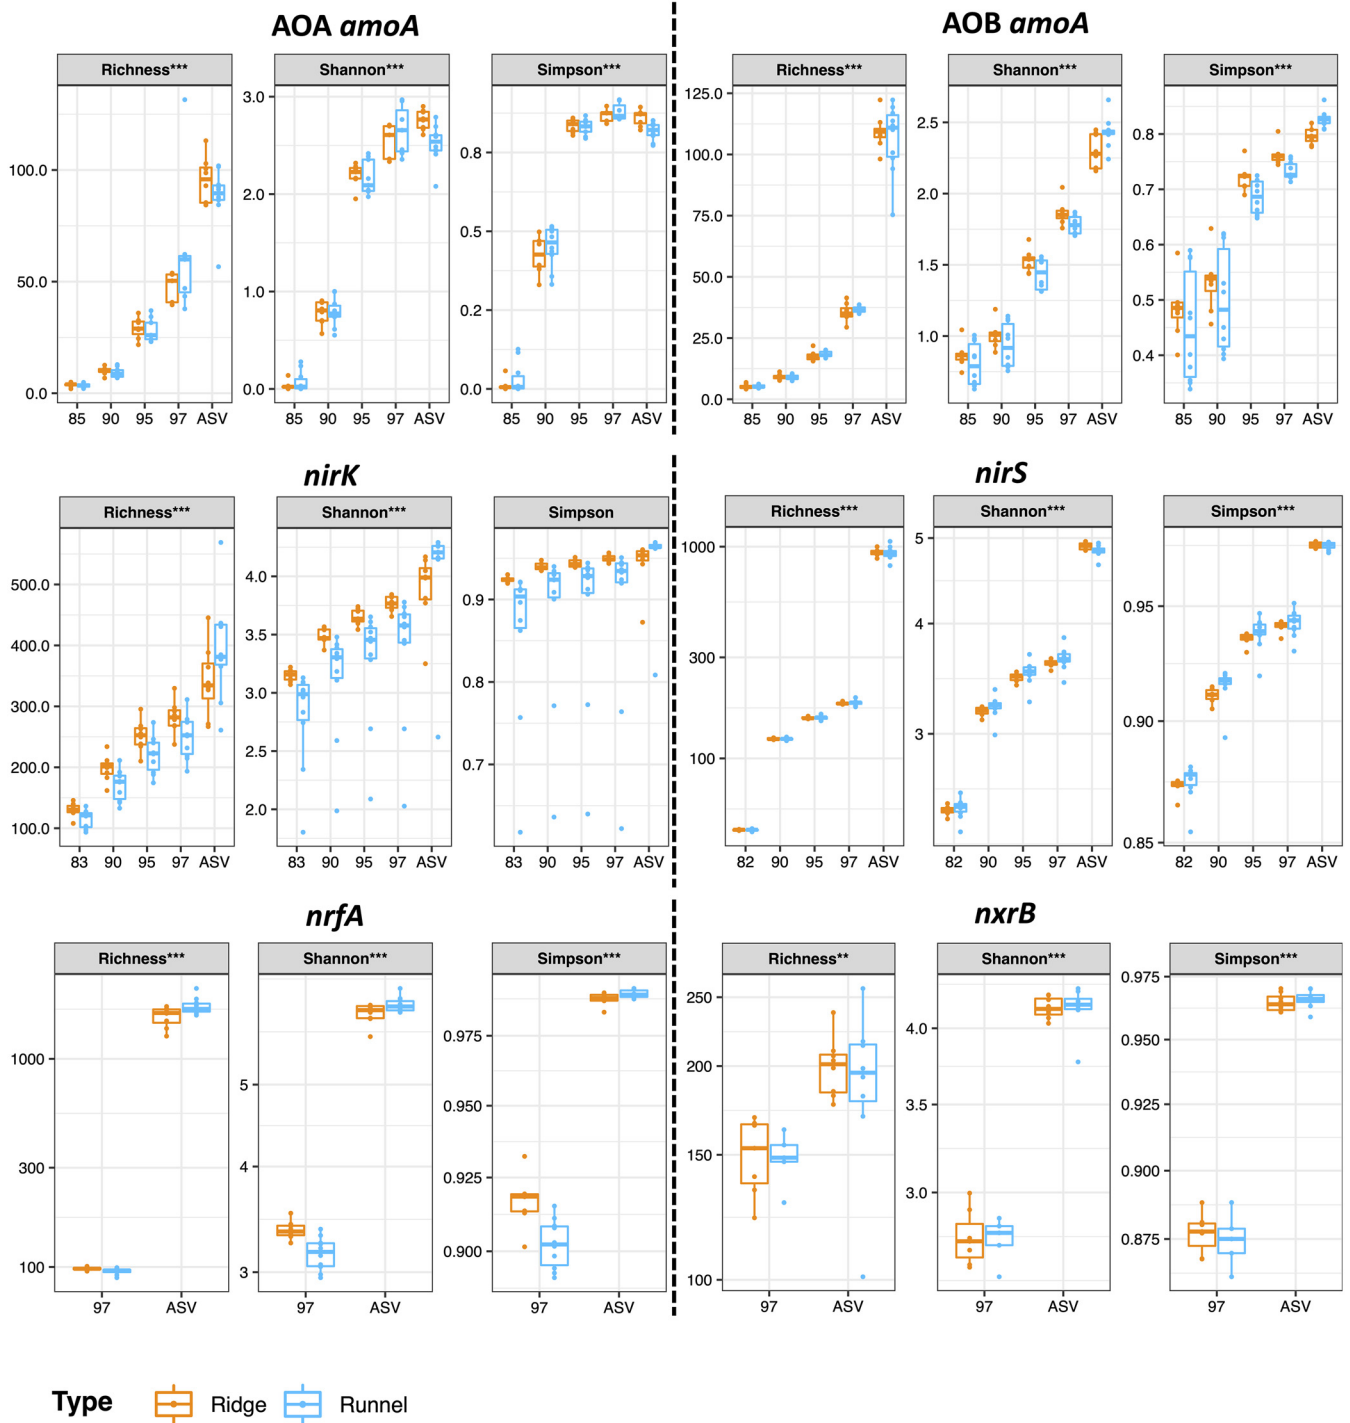 AOA amoA
AOB amoA
Richness***
Shannon***
Simpson***
Richness***
Shannon***
Simpson***
100.0
50.0
0.0
85 90 95 97 ASV
3.0
2.0
1.0
0.0
85 90 95 97 ASV
0.8
0.5
0.2
0.0
85 90 95 97 ASV
125.0
100.0
75.0
50.0
25.0
0.0
85 90 95 97 ASV
2.5
2.0
1.5
1.0
85 90 95 97 ASV
0.8
0.7
0.6
0.5
0.4
85 90 95 97 ASV
nirK
nirS
Richness***
Shannon***
Simpson
Richness***
Shannon***
Simpson***
500.0
400.0
300.0
200.0
100.0
83 90 95 97 ASV
4.0
3.5
3.0
2.5
2.0
83 90 95 97 ASV
0.9
0.8
0.7
83 90 95 97 ASV
1000
300
100
82 90 95 97 ASV
5
4
3
82 90 95 97 ASV
0.95
0.90
0.85
82 90 95 97 ASV
nrfA
nxrB
Richness***
Shannon***
Simpson***
Richness**
Shannon***
Simpson***
1000
300
100
97 ASV
5
4
3
97 ASV
0.975
0.950
0.925
0.900
97 ASV
250
200
150
100
97 ASV
4.0
3.5
3.0
97 ASV
0.975
0.950
0.925
0.900
0.875
97 ASV
Type Ridge Runnel